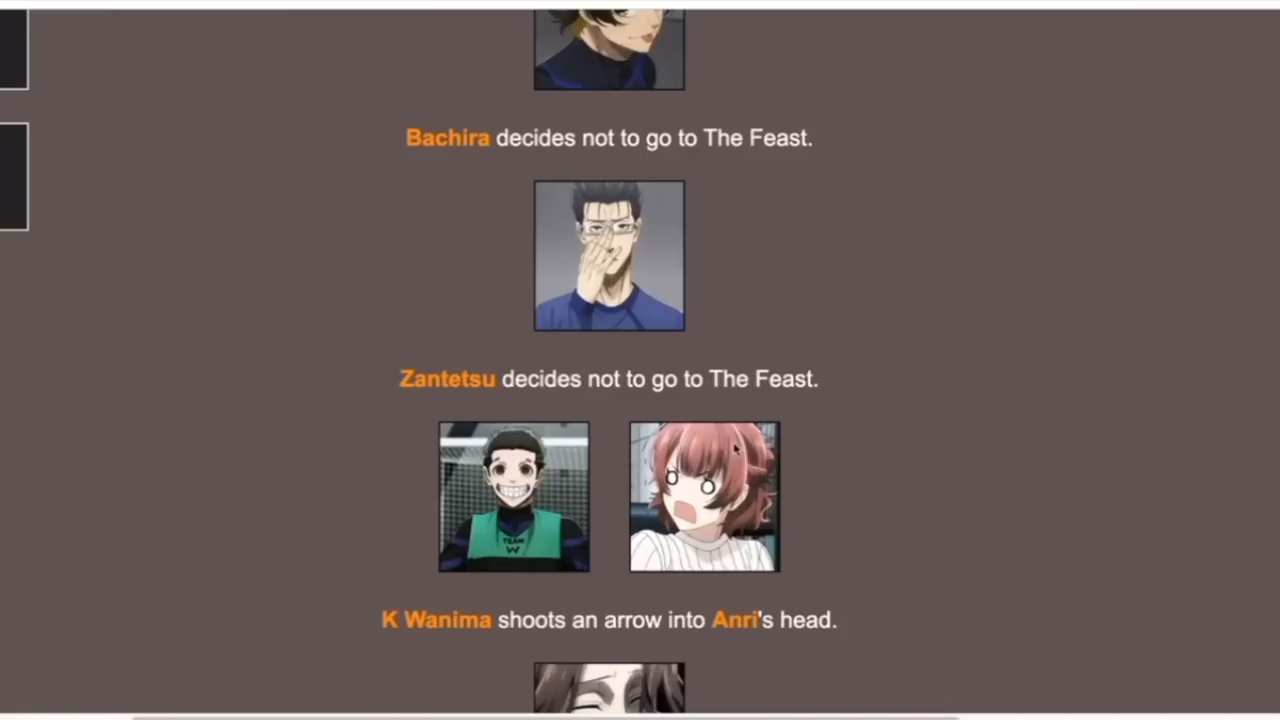 Bachira decides not to go to The Feast.
Zantetsu decides not to go to The Feast.
TEAM
W
K Wanima shoots an arrow into Anri's head.